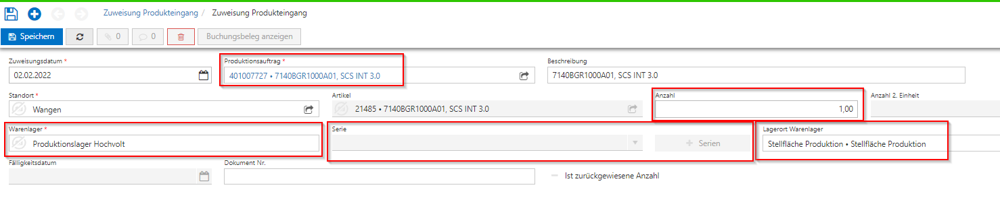 Zuweisung Produkteingang / Zuweisung Produkteingang
Speichern 0 0 Buchungsbeleg anzeigen
Zuweisungsdatum * Produktionsauftrag * Beschreibung
02.02.2022 401007727 • 7140BGR1000A01, SCS INT 3.0 7140BGR1000A01, SCS INT 3.0
Standort * Artikel Anzahl Anzahl 2. Einheit
Wangen 21485 • 7140BGR1000A01, SCS INT 3.0 1,00
Warenlager * Serie Lagerort Warenlager
Produktionslager Hochvolt + Serien Stellfläche Produktion • Stellfläche Produktion
Fälligkeitsdatum Dokument Nr.
Ist zurückgewiesene Anzahl